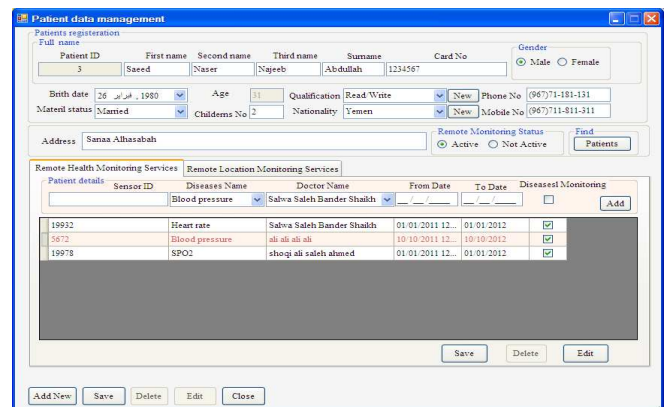 Patient data management
Patients registeration
Full name
Gender
Patient ID First name Second name Third name Surname Card No
3 Saeed Naser Najeeb Abdullah 1234567
Male Female
Brith date 26 فبراير , 1980 Age 31 Qualification Read/Write New Phone No (967)71-181-131
Materil status Married Childerns No 2 Nationality Yemen New Mobile No (967)711-811-311
Remote Monitoring Status Find
Address Sanaa Alhasabah Active Not Active Patients
Remote Health Monitoring Services Remote Location Monitoring Services
Patient details
Sensor ID Diseases Name Doctor Name From Date To Date Diseasesl Monitoring
Blood pressure Salwa Saleh Bander Shaikh __/__/____ __/__/____ Add
19932 Heart rate Salwa Saleh Bander Shaikh 01/01/2011 12... 01/01/2012
5672 Blood pressure ali ali ali ali 10/10/2011 12... 10/10/2012
19978 SPO2 shoqi ali saleh ahmed 01/01/2011 12... 01/01/2012
Save Delete Edit
Add New Save Delete Edit Close